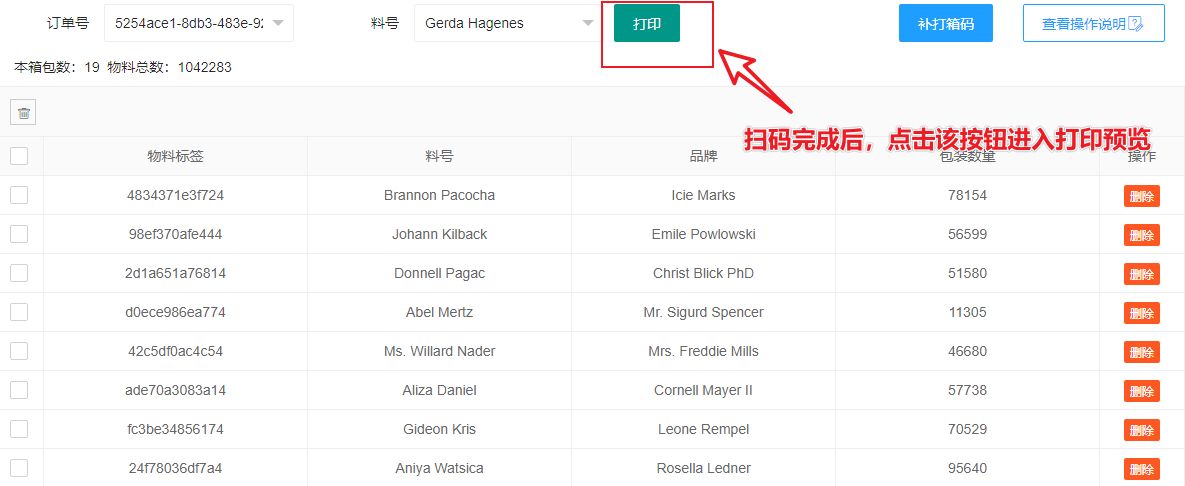 订单号 5254ace1-8db3-483e-92 料号 Gerda Hagenes 打印 补打箱码 查看操作说明
本箱包数：19 物料总数：1042283
扫码完成后，点击该按钮进入打印预览
物料标签 料号 品牌 包装数量 操作
4834371e3f724 Brannon Pacocha Icie Marks 78154 删除
98ef370afe444 Johann Kilback Emile Powlowski 56599 删除
2d1a651a76814 Donnell Pagac Christ Blick PhD 51580 删除
d0ece986ea774 Abel Mertz Mr. Sigurd Spencer 11305 删除
42c5df0ac4c54 Ms. Willard Nader Mrs. Freddie Mills 46680 删除
ade70a3083a14 Aliza Daniel Cornell Mayer II 57738 删除
fc3be34856174 Gideon Kris Leone Rempel 70529 删除
24f78036df7a4 Aniya Watsica Rosella Ledner 95640 删除